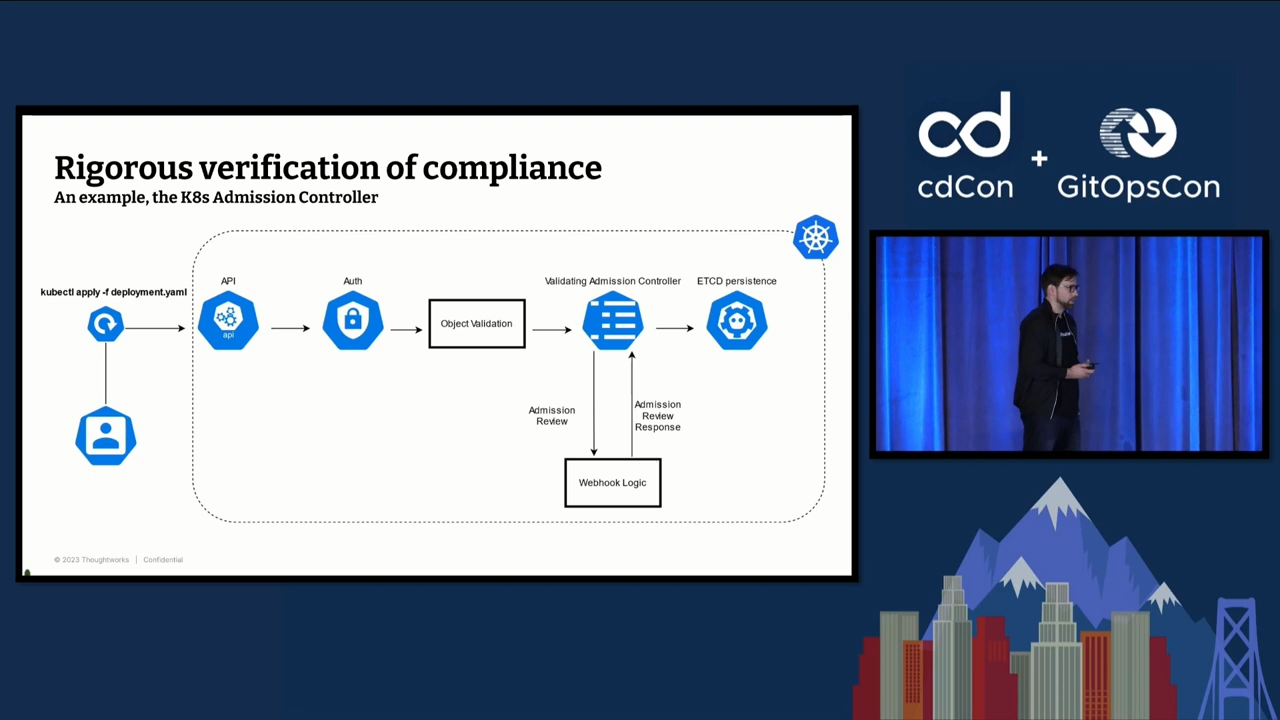 Rigorous verification of compliance
An example, the K8s Admission Controller
kubectl apply -f deployment.yaml
API
api
Auth
Object Validation
Validating Admission Controller
ETCD persistence
Admission
Review
Admission
Review
Response
Webhook Logic
© 2023 Thoughtworks | Confidential
cd
cdCon
+
GitOpsCon